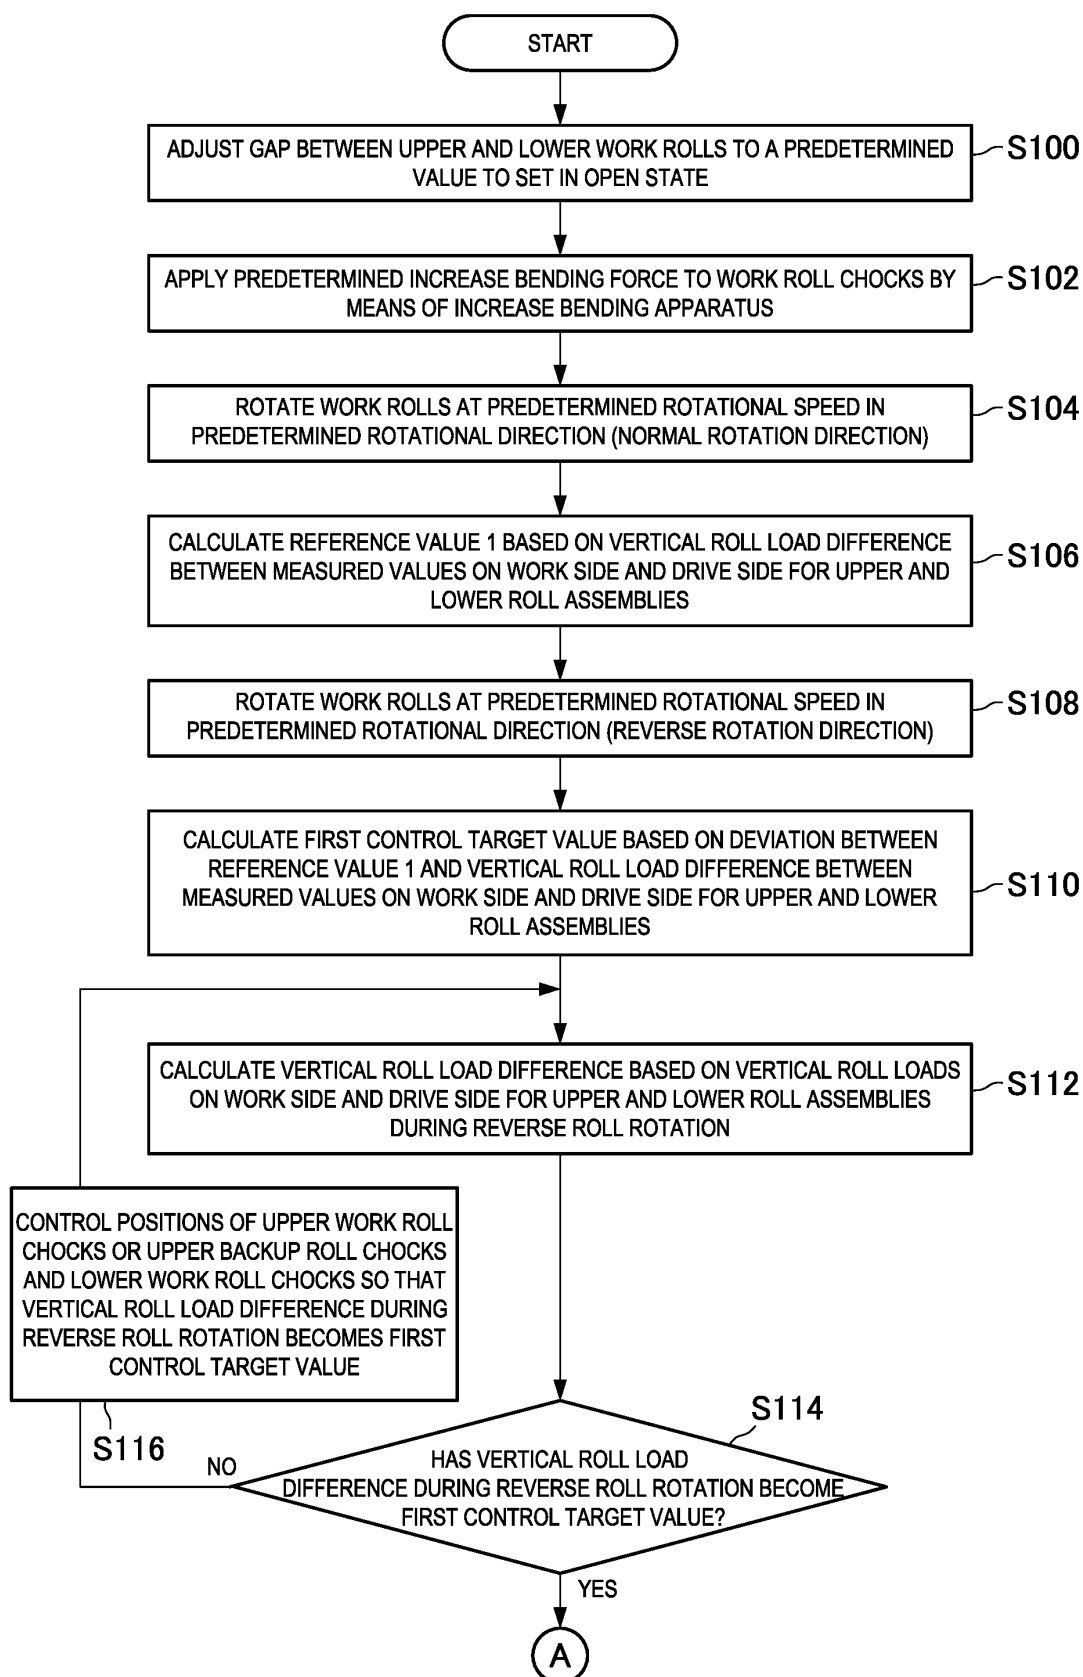 START
ADJUST GAP BETWEEN UPPER AND LOWER WORK ROLLS TO A PREDETERMINED
VALUE TO SET IN OPEN STATE
S100
APPLY PREDETERMINED INCREASE BENDING FORCE TO WORK ROLL CHOCKS BY
MEANS OF INCREASE BENDING APPARATUS
S102
ROTATE WORK ROLLS AT PREDETERMINED ROTATIONAL SPEED IN
PREDETERMINED ROTATIONAL DIRECTION (NORMAL ROTATION DIRECTION)
S104
CALCULATE REFERENCE VALUE 1 BASED ON VERTICAL ROLL LOAD DIFFERENCE
BETWEEN MEASURED VALUES ON WORK SIDE AND DRIVE SIDE FOR UPPER AND
LOWER ROLL ASSEMBLIES
S106
ROTATE WORK ROLLS AT PREDETERMINED ROTATIONAL SPEED IN
PREDETERMINED ROTATIONAL DIRECTION (REVERSE ROTATION DIRECTION)
S108
CALCULATE FIRST CONTROL TARGET VALUE BASED ON DEVIATION BETWEEN
REFERENCE VALUE 1 AND VERTICAL ROLL LOAD DIFFERENCE BETWEEN
MEASURED VALUES ON WORK SIDE AND DRIVE SIDE FOR UPPER AND LOWER
ROLL ASSEMBLIES
S110
CALCULATE VERTICAL ROLL LOAD DIFFERENCE BASED ON VERTICAL ROLL LOADS
ON WORK SIDE AND DRIVE SIDE FOR UPPER AND LOWER ROLL ASSEMBLIES
DURING REVERSE ROLL ROTATION
S112
CONTROL POSITIONS OF UPPER WORK ROLL
CHOCKS OR UPPER BACKUP ROLL CHOCKS
AND LOWER WORK ROLL CHOCKS SO THAT
VERTICAL ROLL LOAD DIFFERENCE DURING
REVERSE ROLL ROTATION BECOMES FIRST
CONTROL TARGET VALUE
S116
S114
HAS VERTICAL ROLL LOAD
DIFFERENCE DURING REVERSE ROLL ROTATION BECOME
FIRST CONTROL TARGET VALUE?
NO
YES
A